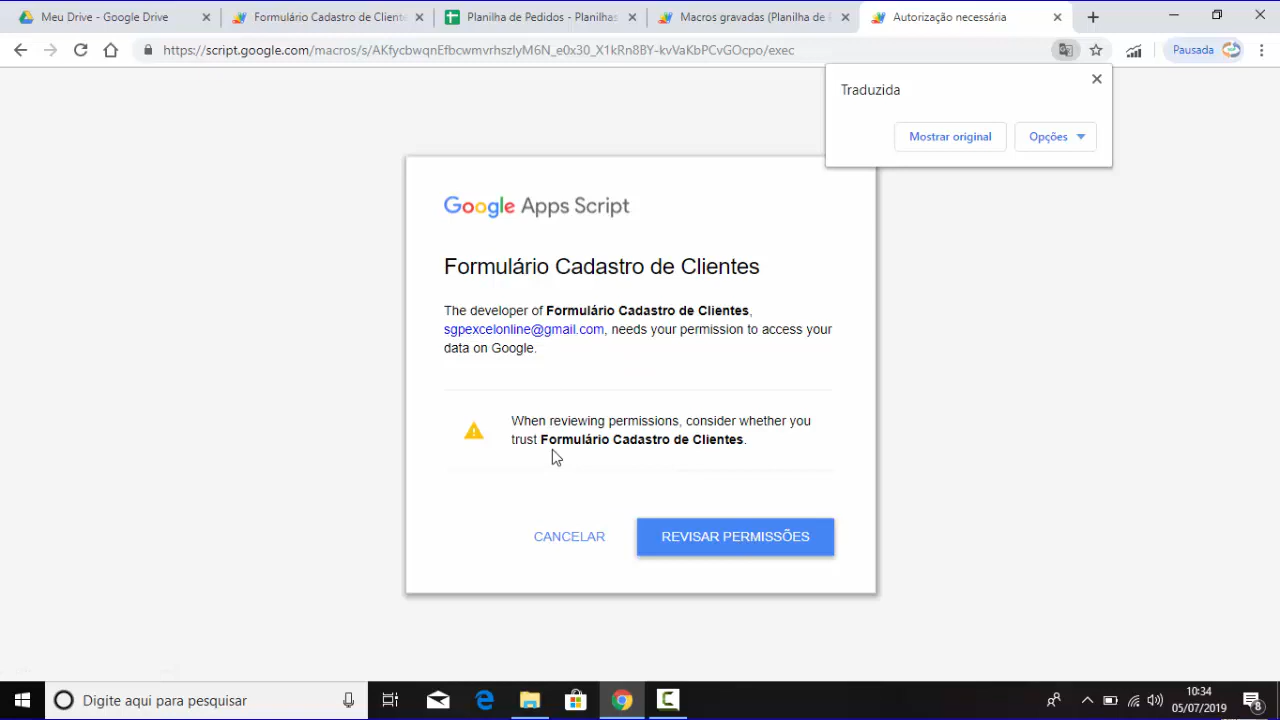 Meu Drive - Google Drive
Formulário Cadastro de Cliente
Planilha de Pedidos - Planilhas
Macros gravadas (Planilha de
Autorização necessária
https://script.google.com/macros/s/AKfycbwqnEfbcwmvrhszlyM6N_e0x30_X1kRn8BY-kvVaKbPCvGOcpo/exec
Pausada
Traduzida
Mostrar original
Opções
Google Apps Script
Formulário Cadastro de Clientes
The developer of Formulário Cadastro de Clientes,
sgpexcelonline@gmail.com, needs your permission to access your
data on Google.
When reviewing permissions, consider whether you
trust Formulário Cadastro de Clientes.
CANCELAR
REVISAR PERMISSÕES
Digite aqui para pesquisar
10:34
05/07/2019
8